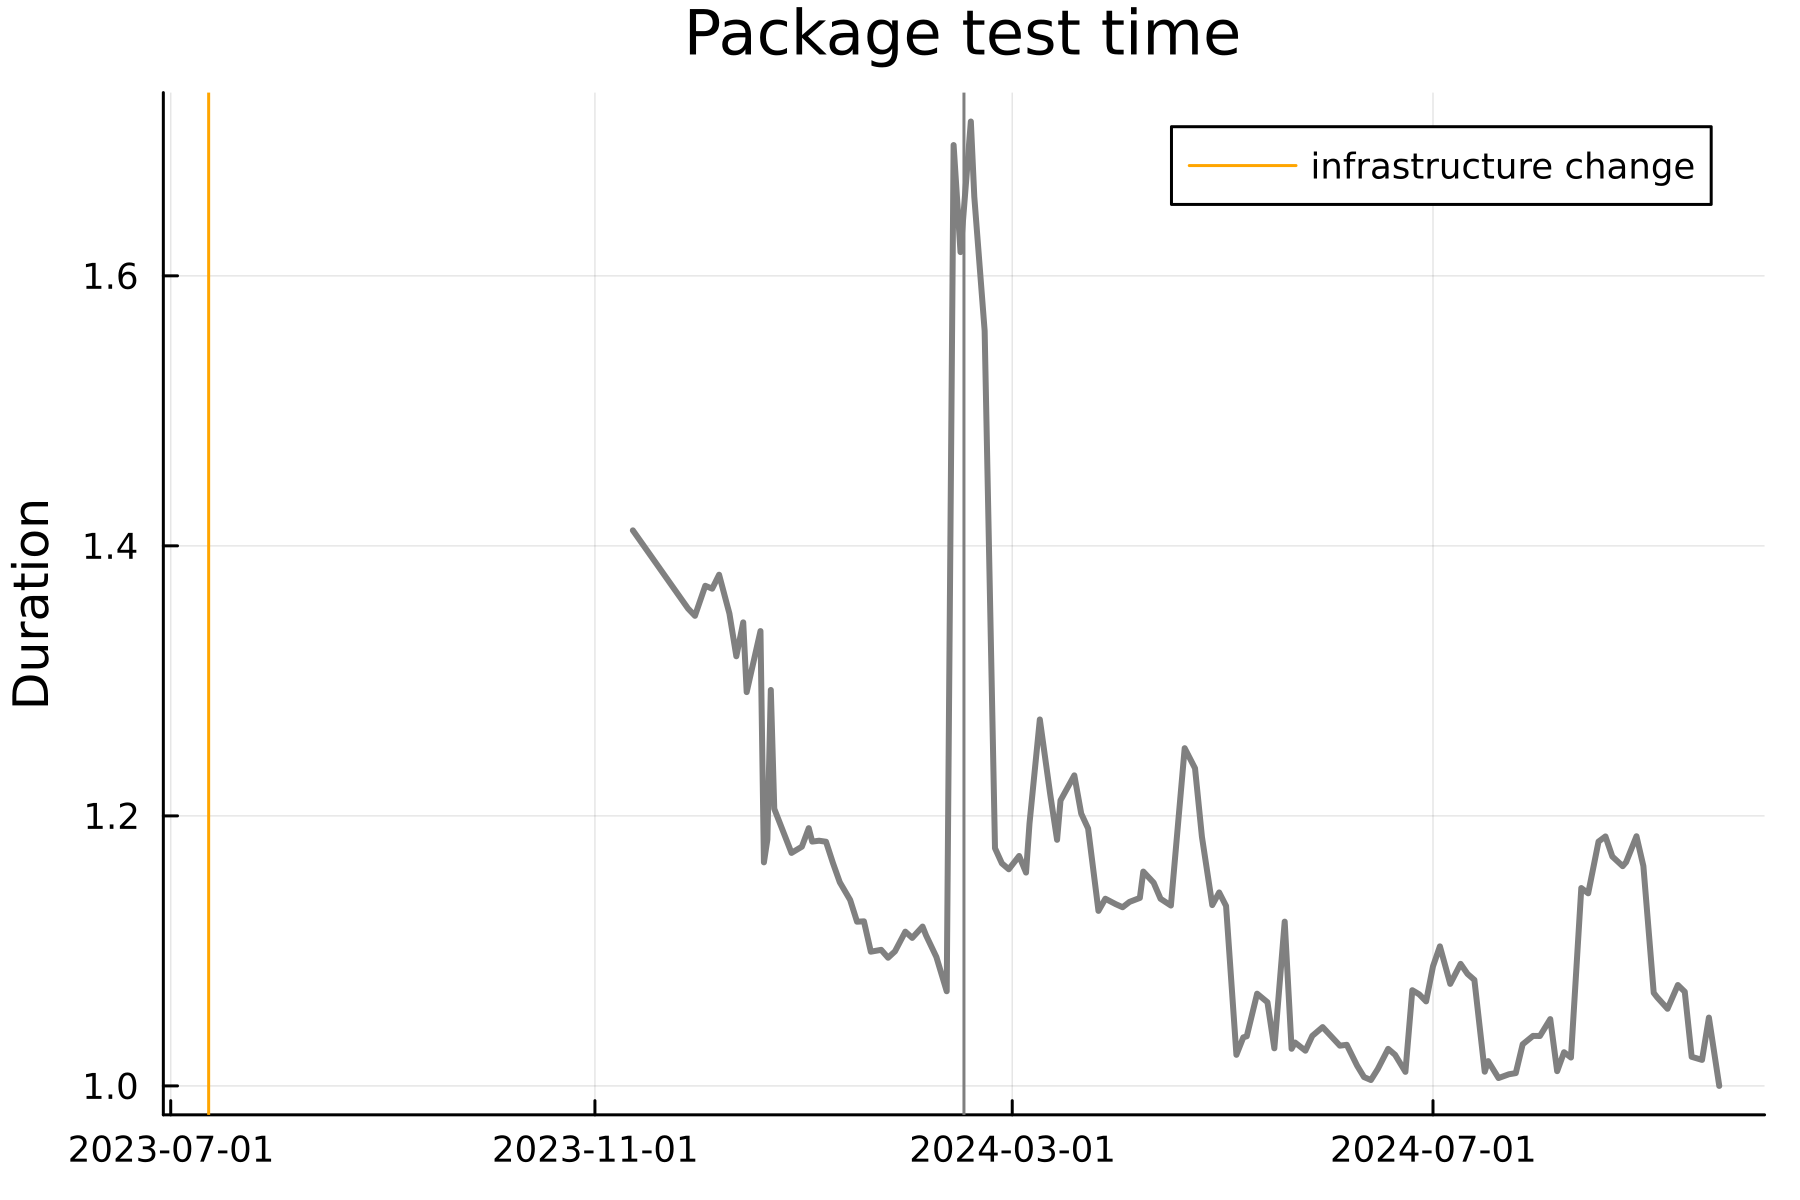 Package test time
infrastructure change
Duration
1.6
1.4
1.2
1.0
2023-07-01 2023-11-01 2024-03-01 2024-07-01